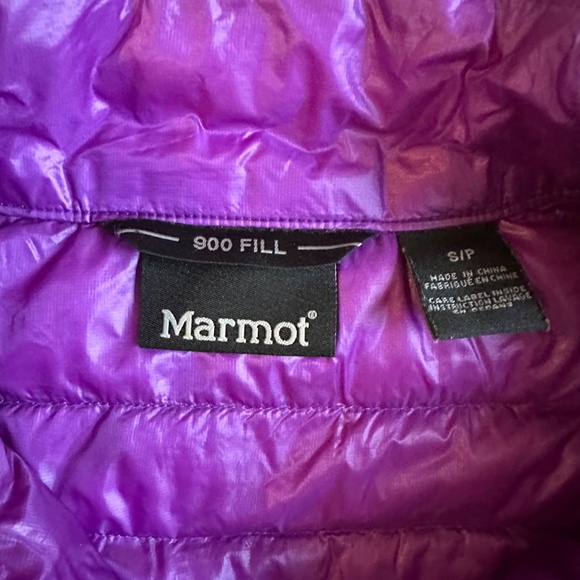 900 FILL
Marmot®
S/P
MADE IN CHINA
FABRIQUÉ EN CHINE
CARE LABEL INSIDE
INSTRUCTION LAVAGE